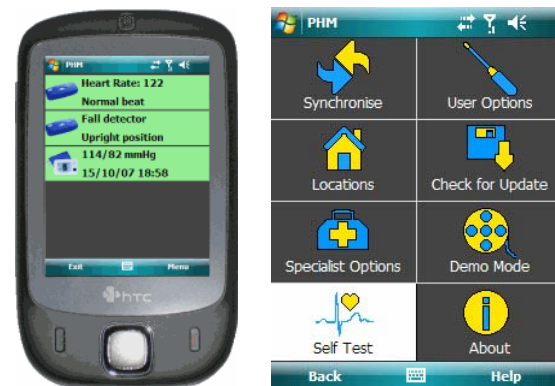 PHM
Heart Rate: 122
Normal beat
Fall detector
Upright position
114/82 mmHg
15/10/07 18:58
Exit
Menu
htc
PHM
Synchronise
User Options
Locations
Check for Update
Specialist Options
Demo Mode
Self Test
About
Back
Help